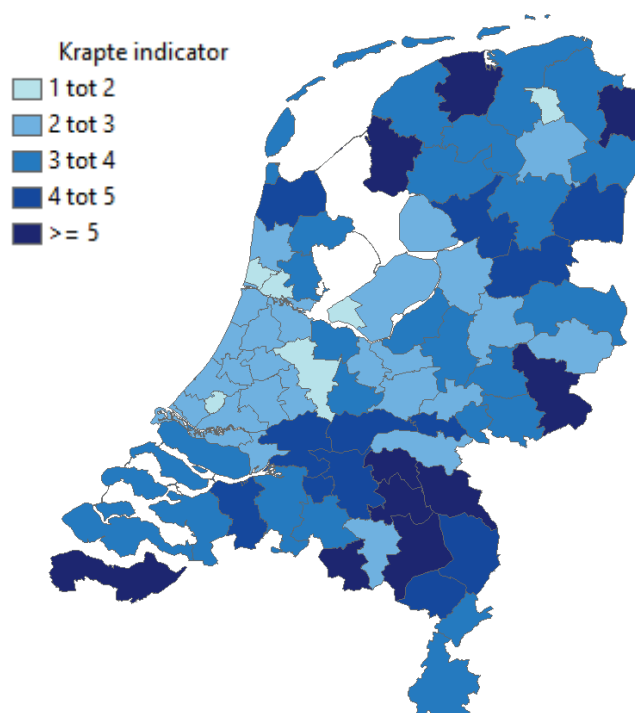 Krapte indicator
1 tot 2
2 tot 3
3 tot 4
4 tot 5
>= 5